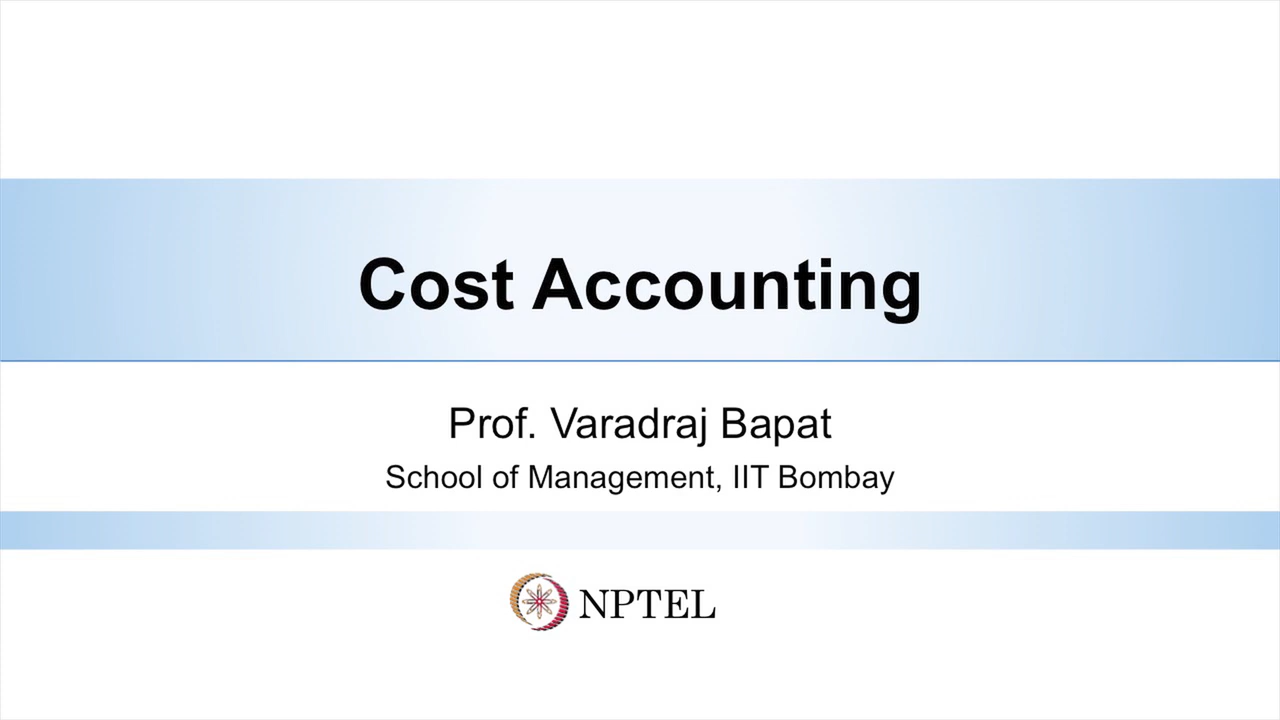 Cost Accounting
Prof. Varadraj Bapat
School of Management, IIT Bombay
NPTEL